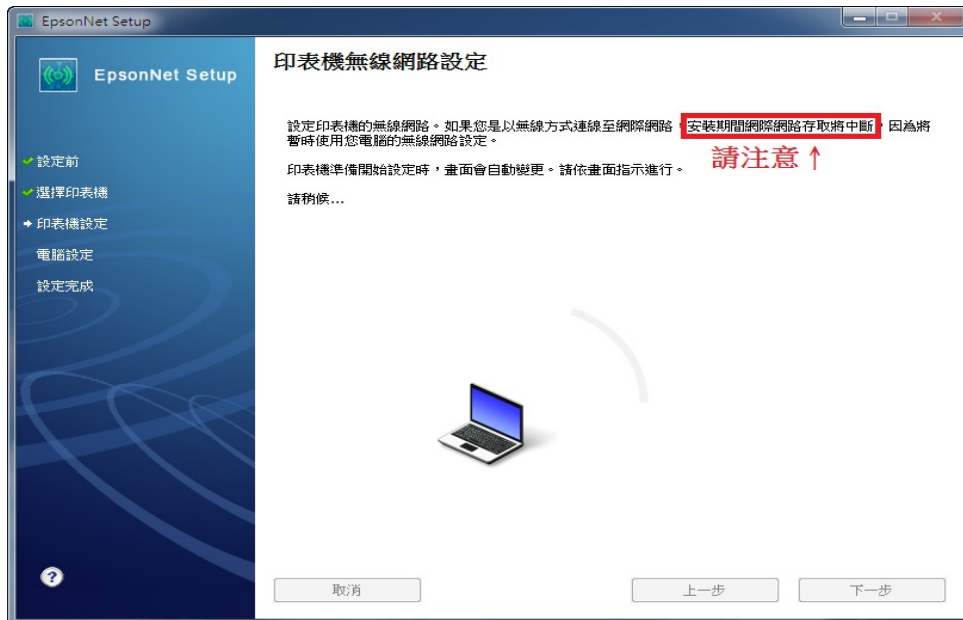 EpsonNet Setup
EpsonNet Setup
設定前
選擇印表機
印表機設定
電腦設定
設定完成
印表機無線網路設定
設定印表機的無線網路。如果您是以無線方式連線至網際網路，安裝期間網際網路存取將中斷，因為將
暫時使用您電腦的無線網路設定。
請注意↑
印表機準備開始設定時，畫面會自動變更。請依畫面指示進行。
請稍候...
?
取消
上一步
下一步